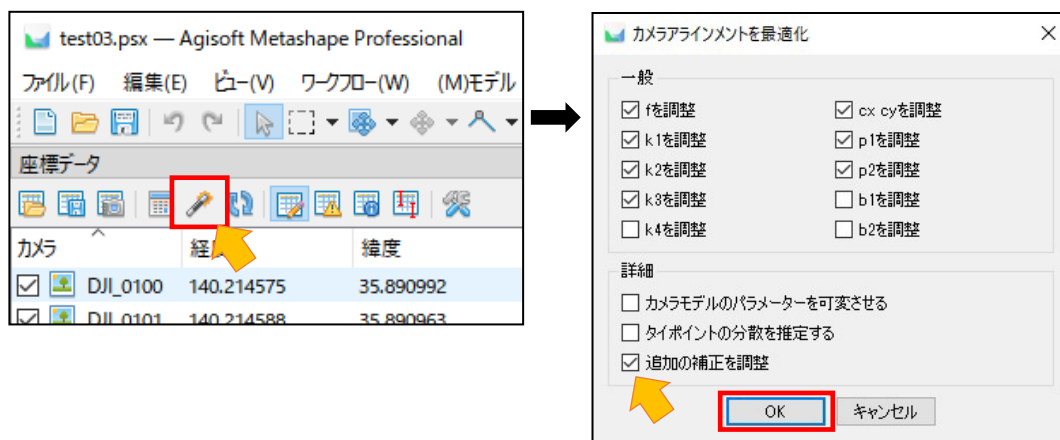 test03.psx — Agisoft Metashape Professional
ファイル(F) 編集(E) ビュー(V) ワークフロー(W) (M)モデル
座標データ
カメラ 経 緯度
DJI_0100 140.214575 35.890992
DJI_0101 140.214588 35.890963
カメラアラインメントを最適化
一般
fを調整 cx cyを調整
k1を調整 p1を調整
k2を調整 p2を調整
k3を調整 b1を調整
k4を調整 b2を調整
詳細
カメラモデルのパラメーターを可変させる
タイポイントの分散を推定する
追加の補正を調整
OK キャンセル